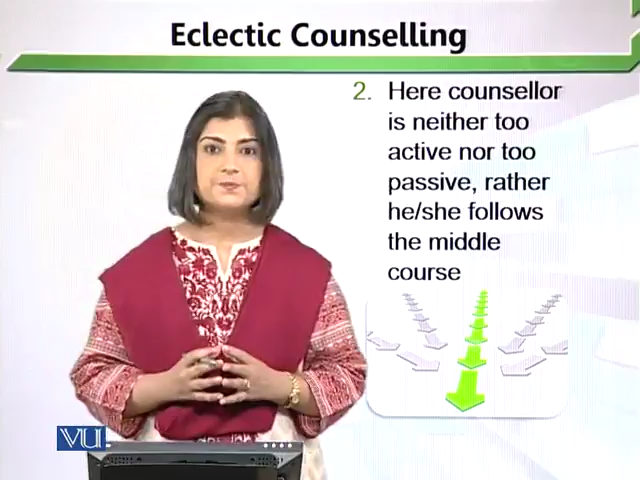 Eclectic Counselling
2. Here counsellor
is neither too
active nor too
passive, rather
he/she follows
the middle
course
VU